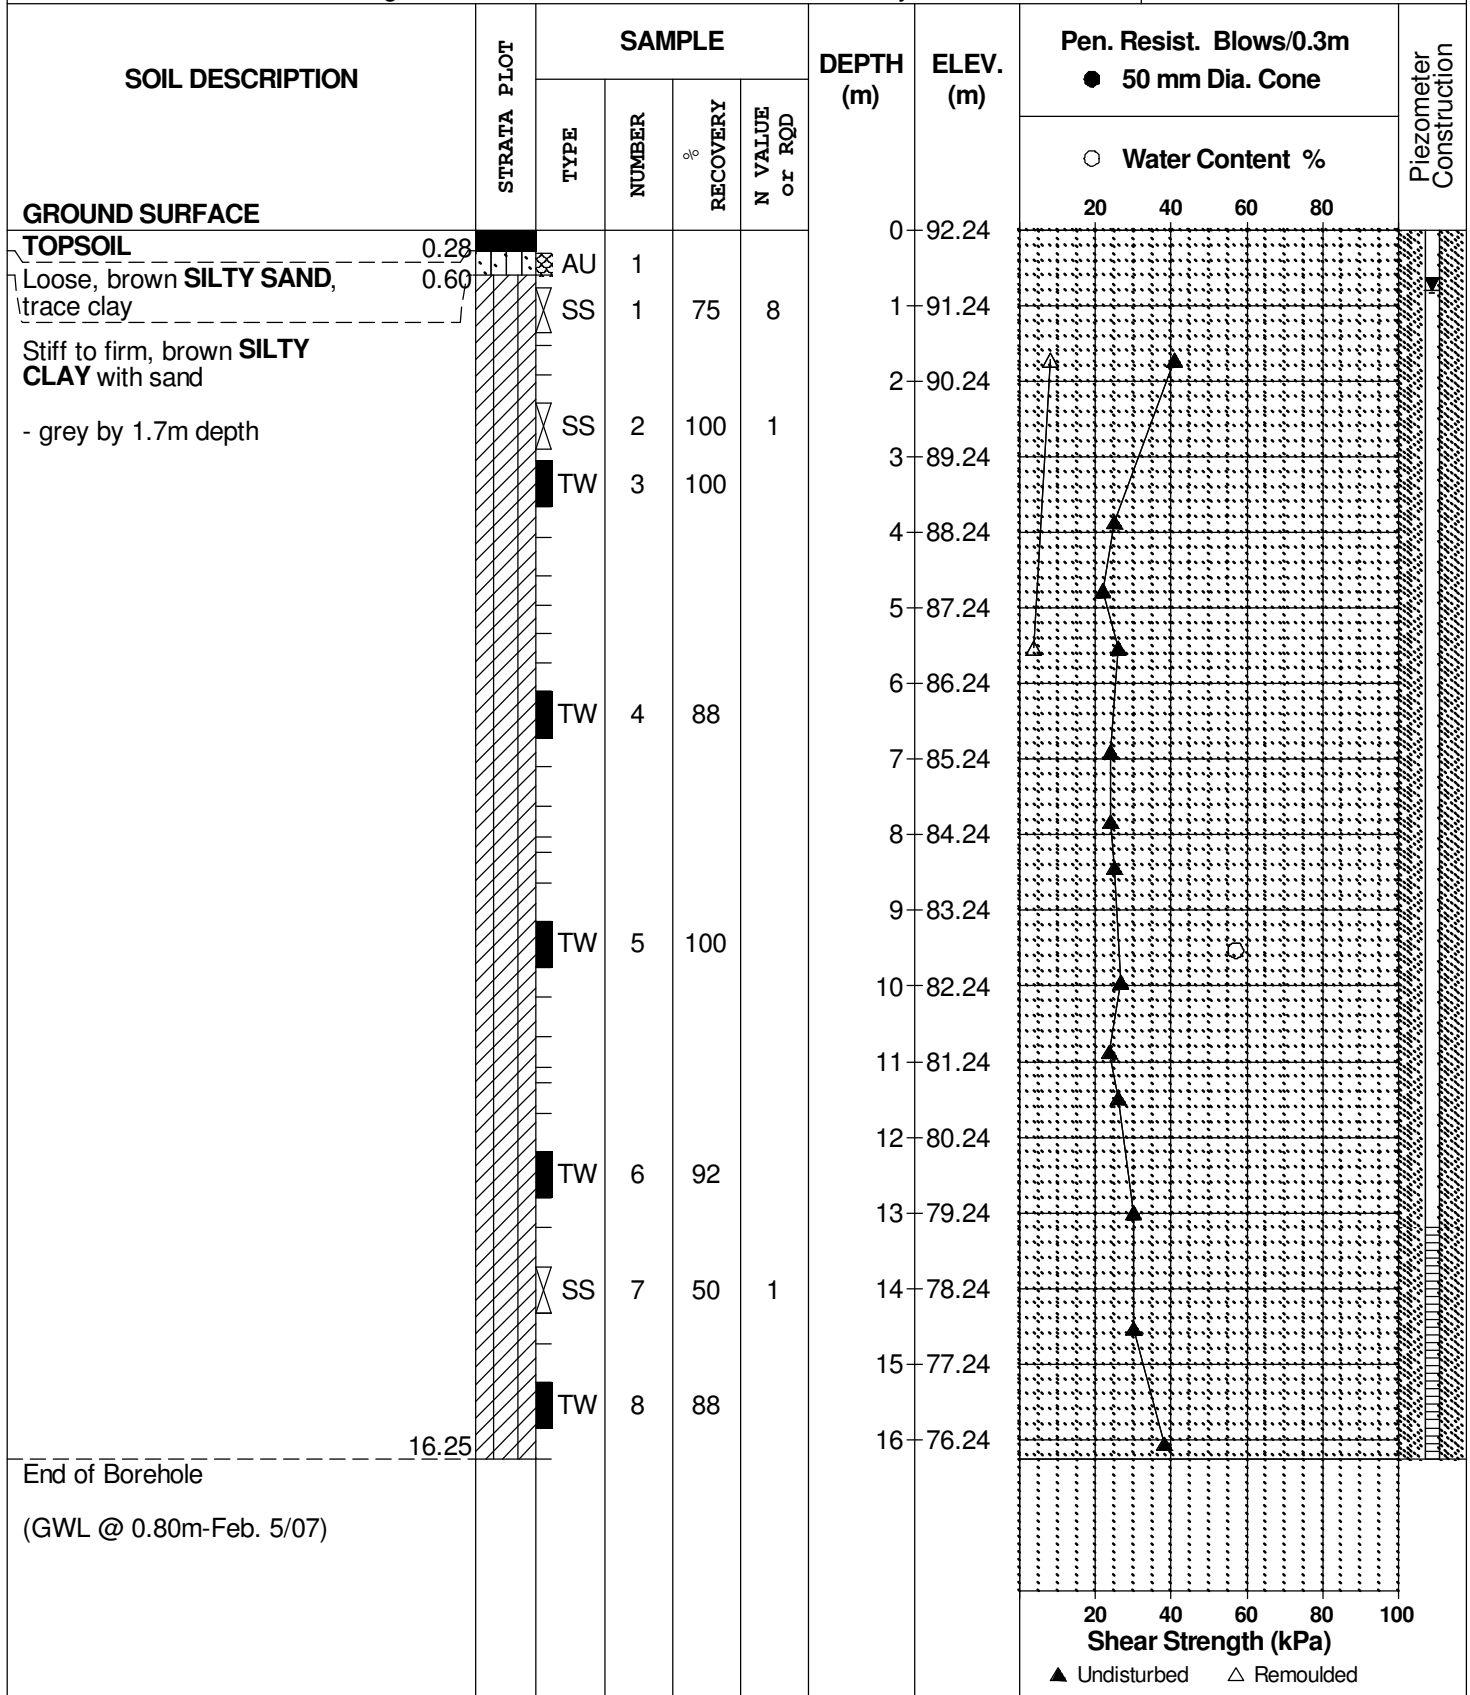 SOIL DESCRIPTION
STRATA PLOT
SAMPLE
TYPE
NUMBER
% RECOVERY
N VALUE or RQD
DEPTH (m)
ELEV. (m)
Pen. Resist. Blows/0.3m
● 50 mm Dia. Cone
○ Water Content %
Piezometer Construction
20 40 60 80
GROUND SURFACE
0 92.24
TOPSOIL 0.28
AU 1
Loose, brown SILTY SAND, 0.60
trace clay
SS 1 75 8
1 91.24
Stiff to firm, brown SILTY
CLAY with sand
2 90.24
- grey by 1.7m depth
SS 2 100 1
3 89.24
TW 3 100
4 88.24
5 87.24
6 86.24
TW 4 88
7 85.24
8 84.24
9 83.24
TW 5 100
10 82.24
11 81.24
12 80.24
TW 6 92
13 79.24
SS 7 50 1
14 78.24
15 77.24
TW 8 88
16 76.24
16.25
End of Borehole
(GWL @ 0.80m-Feb. 5/07)
20 40 60 80 100
Shear Strength (kPa)
▲ Undisturbed △ Remoulded